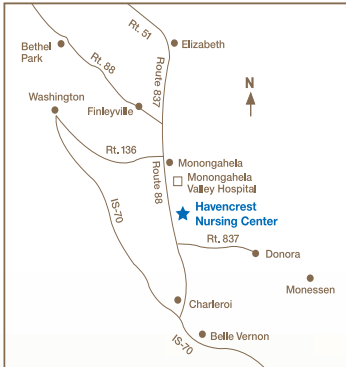 Rt. 51
Elizabeth
Bethel
Park
Rt. 88
Route 837
N
Washington
Finleyville
Rt. 136
Monongahela
Monongahela
Valley Hospital
Route 88
Havencrest
Nursing Center
IS-70
Rt. 837
Donora
Monessen
Charleroi
Belle Vernon
IS-70